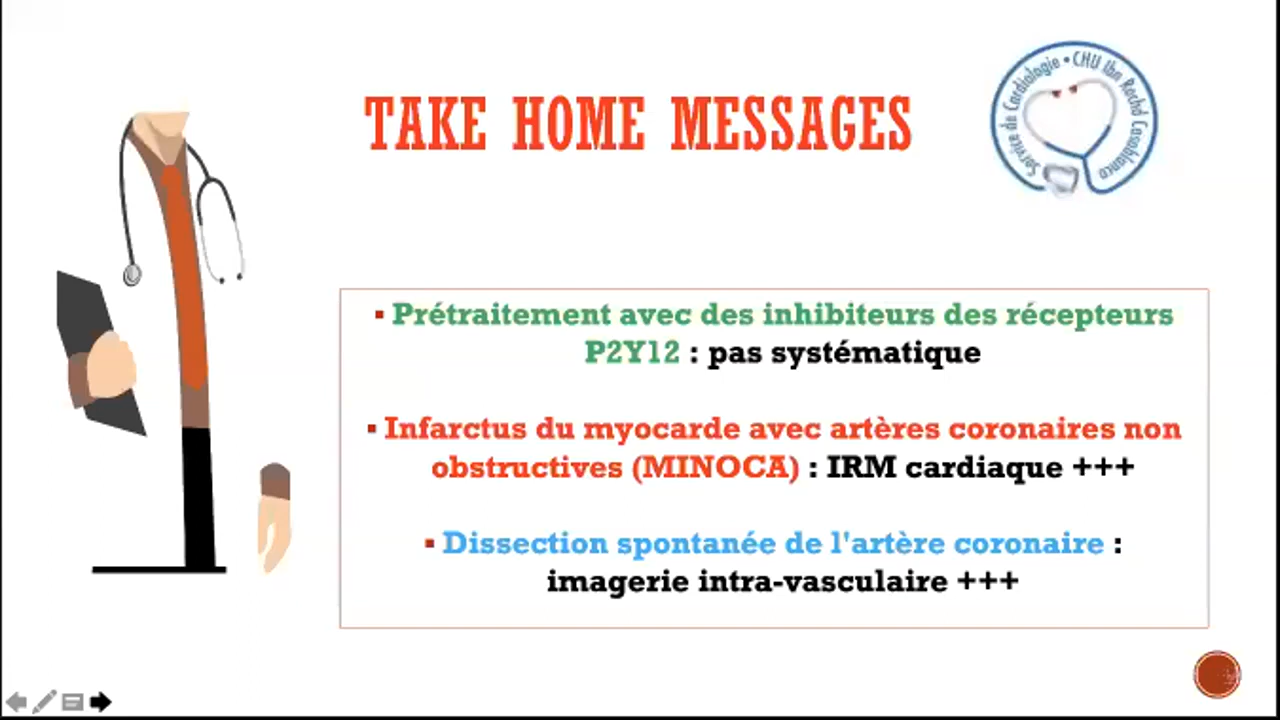 TAKE HOME MESSAGES
Service de Cardiologie • CHU Ibn Rochd Casablanca
▪ Prétraitement avec des inhibiteurs des récepteurs
P2Y12 : pas systématique
▪ Infarctus du myocarde avec artères coronaires non
obstructives (MINOCA) : IRM cardiaque +++
▪ Dissection spontanée de l'artère coronaire :
imagerie intra-vasculaire +++